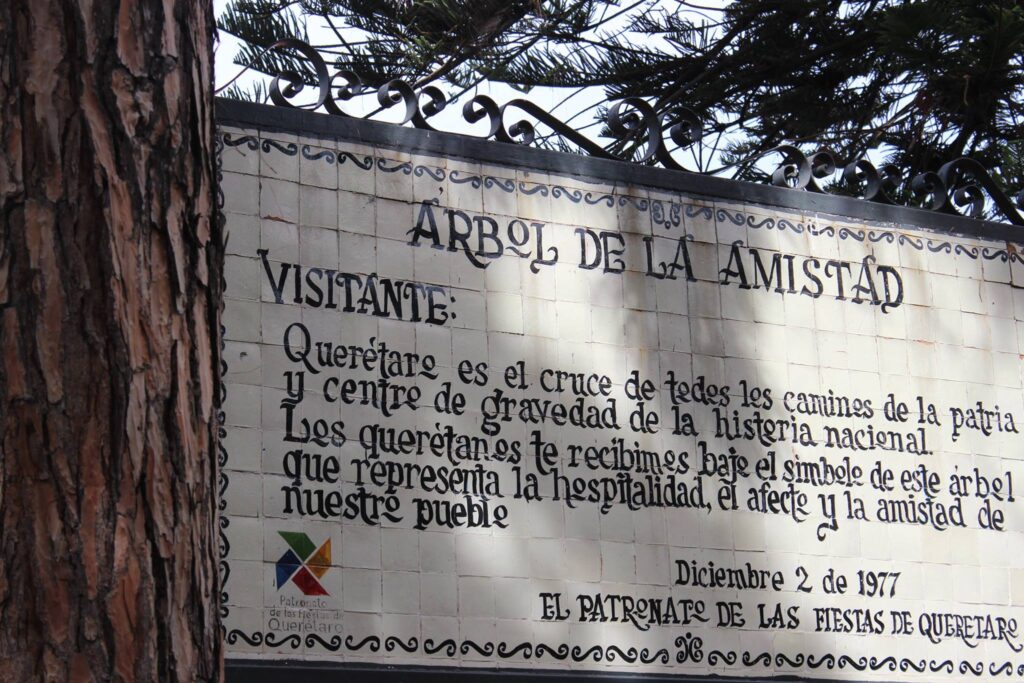 ÁRBOL DE LA AMISTAD
VISITANTE:
Querétaro es el cruce de todos los caminos de la patria
y centro de gravedad de la historia nacional.
Los querétanos te recibimos bajo el símbolo de este árbol
que representa la hospitalidad, el afecto y la amistad de
nuestro pueblo
Diciembre 2 de 1977
EL PATRONATO DE LAS FIESTAS DE QUERETARO
Patronato
de las Fiestas de
Querétaro